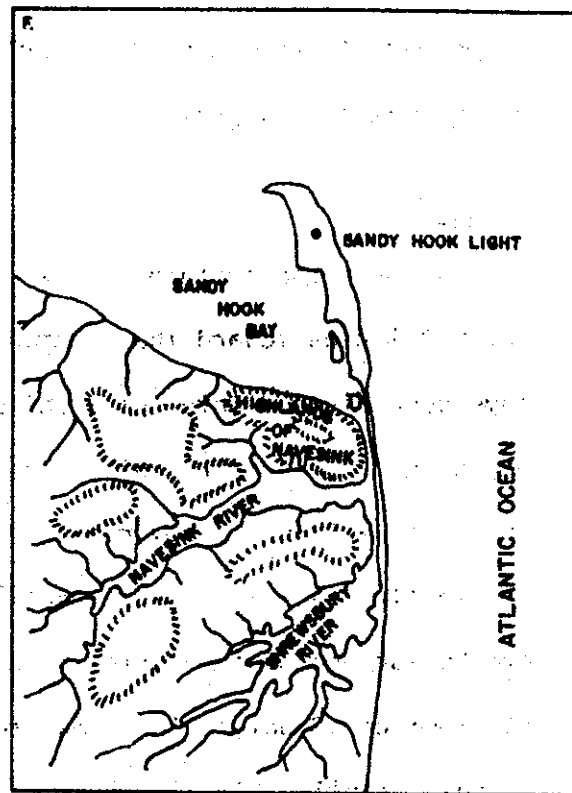 F.
SANDY HOOK LIGHT
SANDY
HOOK
BAY
HIGHLANDS
OF
NAVESINK
NAVESINK RIVER
SHREWSBURY
RIVER
ATLANTIC OCEAN